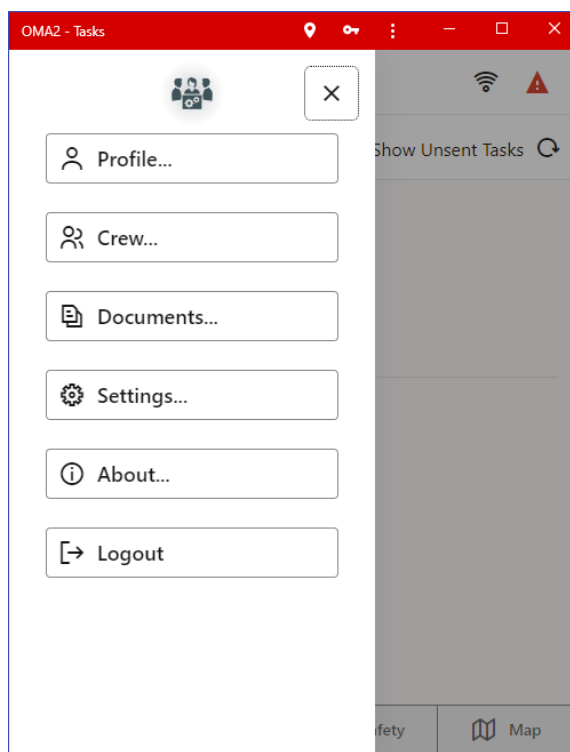 OMA2 - Tasks
Show Unsent Tasks
Profile...
Crew...
Documents...
Settings...
About...
Logout
Map